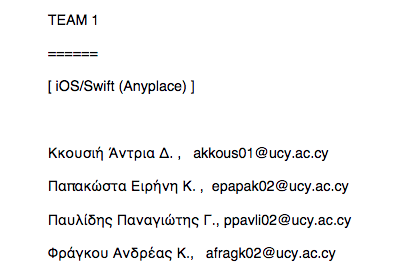 TEAM 1
======
[ iOS/Swift (Anyplace) ]
Κκουσιή Άντρια Δ. , akkous01@ucy.ac.cy
Παπακώστα Ειρήνη Κ. , epapak02@ucy.ac.cy
Παυλίδης Παναγιώτης Γ., ppavli02@ucy.ac.cy
Φράγκου Ανδρέας Κ., afragk02@ucy.ac.cy